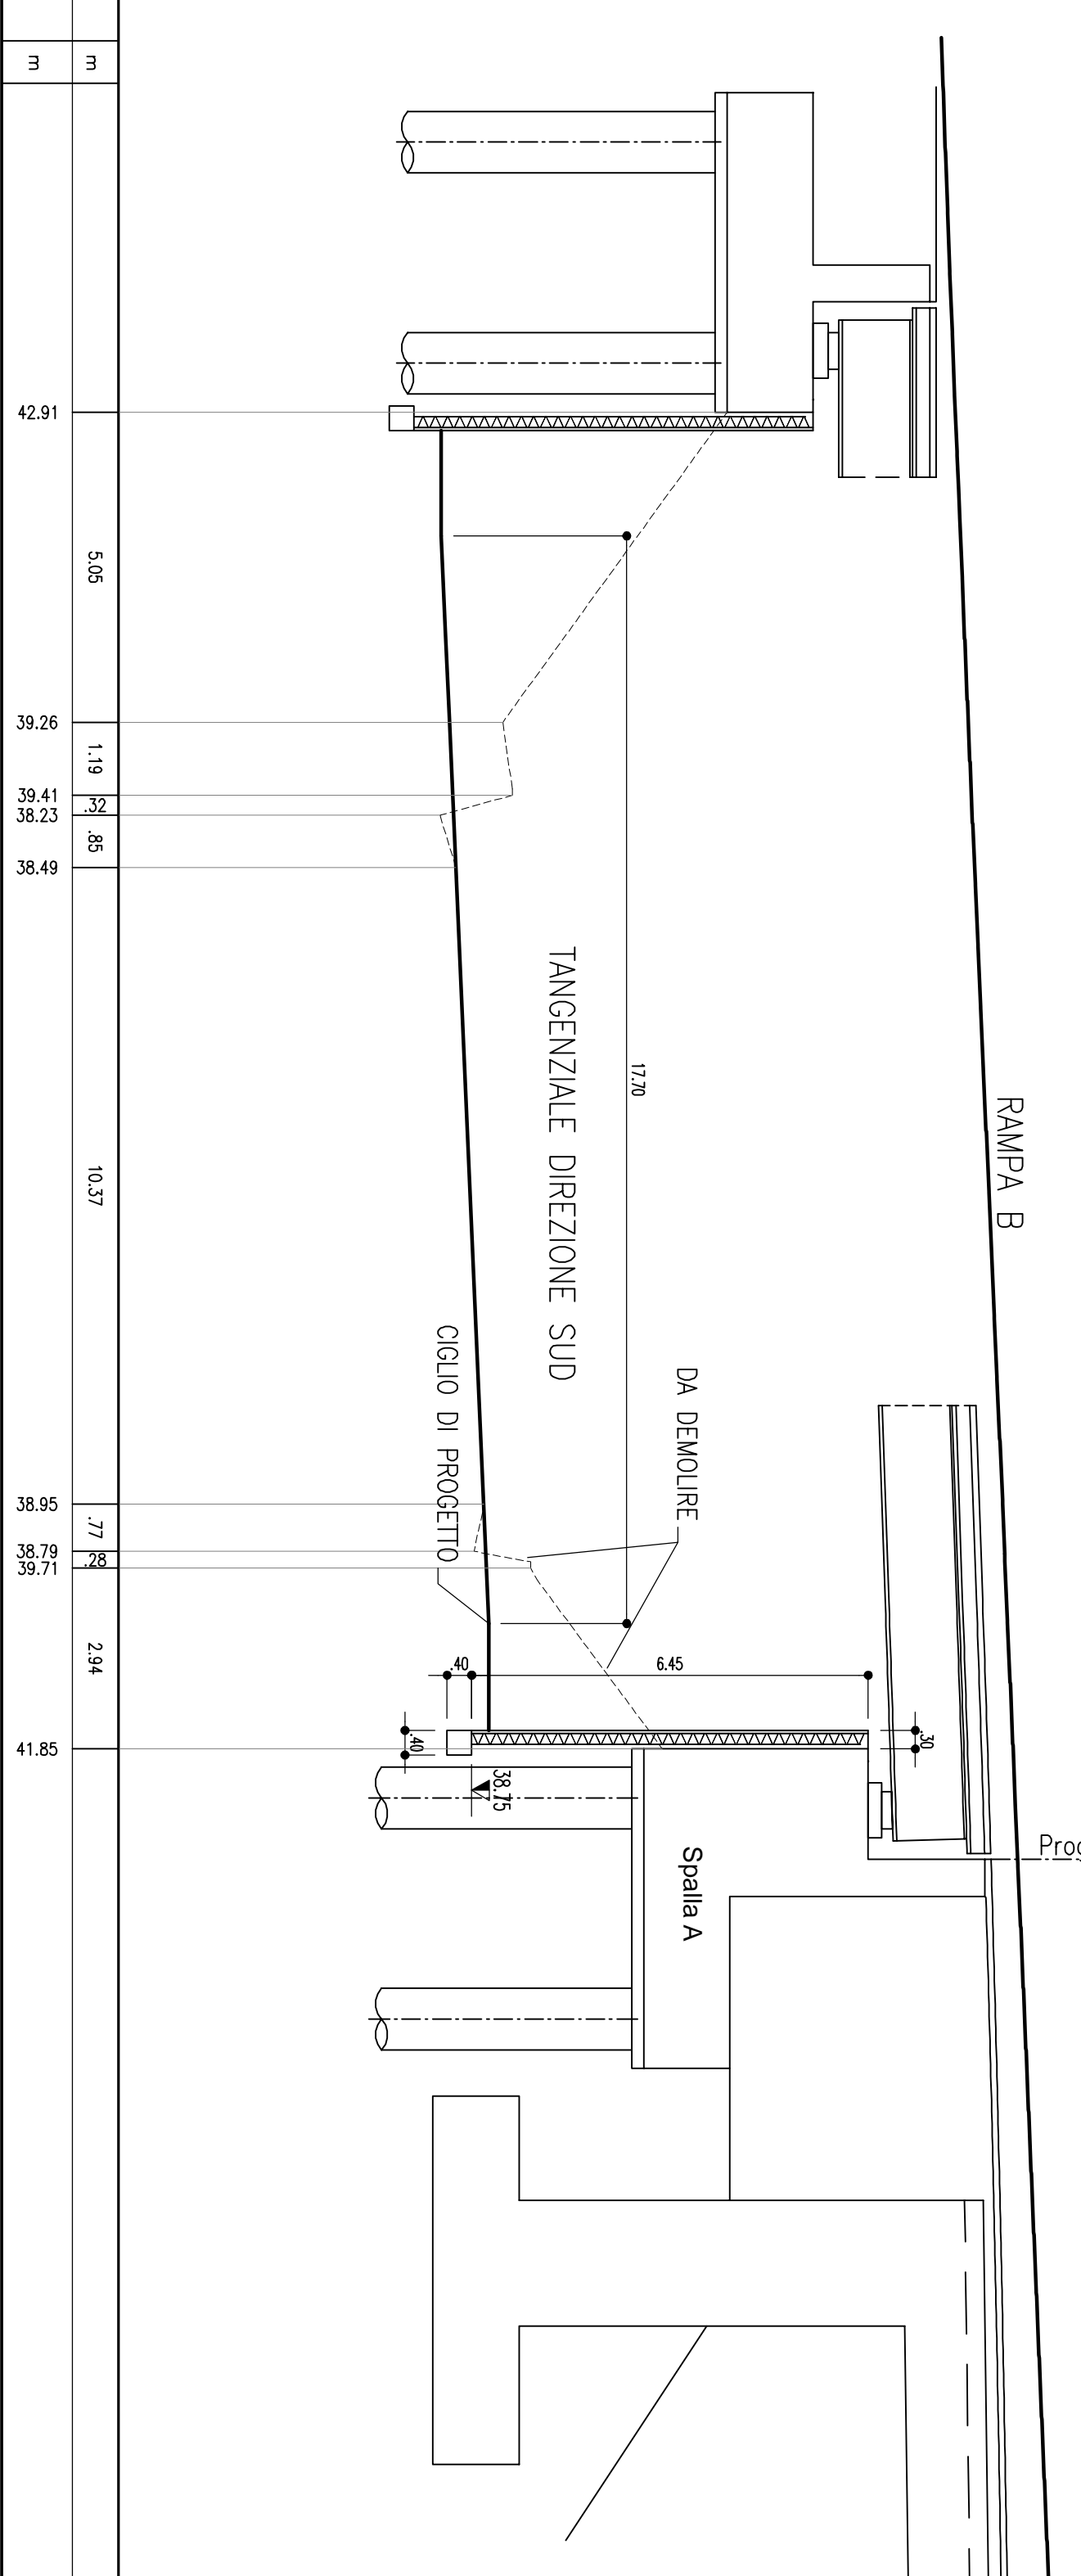 RAMPA B
Proc
TANGENZIALE DIREZIONE SUD
17.70
DA DEMOLIRE
CIGLIO DI PROGETTO
.40
6.45
.30
.40
38.75
Spalla A
m
5.05
1.19
.32
.85
10.37
.77
.28
2.94
m
42.91
39.26
39.41
38.23
38.49
38.95
38.79
39.71
41.85